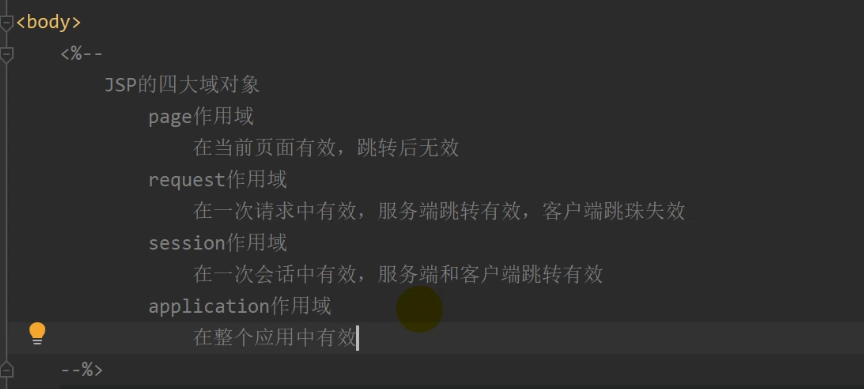 <body>
<%--
JSP的四大域对象
page作用域
在当前页面有效，跳转后无效
request作用域
在一次请求中有效，服务端跳转有效，客户端跳珠失效
session作用域
在一次会话中有效，服务端和客户端跳转有效
application作用域
在整个应用中有效
--%>